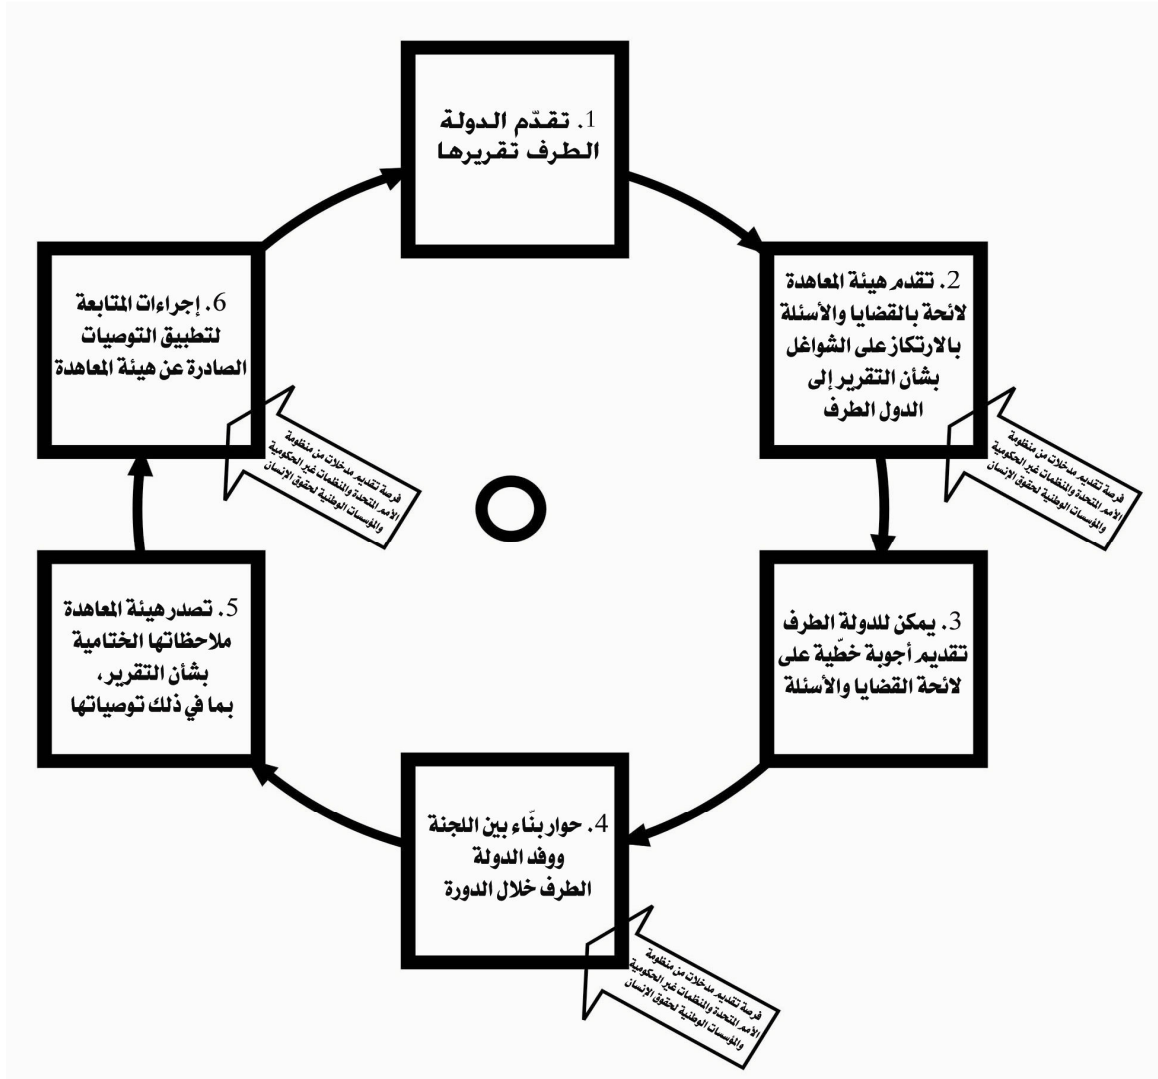 1. تقدّم الدولة
الطرف تقريرها
2. تقدم هيئة المعاهدة
لائحة بالقضايا والأسئلة
بالارتكاز على الشواغل
بشأن التقرير إلى
الدول الطرف
فرصة تقديم مدخلات من منظومة
الأمم المتحدة والمنظمات غير الحكومية
والمؤسسات الوطنية لحقوق الإنسان
3. يمكن للدولة الطرف
تقديم أجوبة خطّية على
لائحة القضايا والأسئلة
4. حوار بنّاء بين اللجنة
ووفد الدولة
الطرف خلال الدورة
فرصة تقديم مدخلات من منظومة
الأمم المتحدة والمنظمات غير الحكومية
والمؤسسات الوطنية لحقوق الإنسان
5. تصدر هيئة المعاهدة
ملاحظاتها الختامية
بشأن التقرير،
بما في ذلك توصياتها
6. إجراءات المتابعة
لتطبيق التوصيات
الصادرة عن هيئة المعاهدة
فرصة تقديم مدخلات من منظومة
الأمم المتحدة والمنظمات غير الحكومية
والمؤسسات الوطنية لحقوق الإنسان